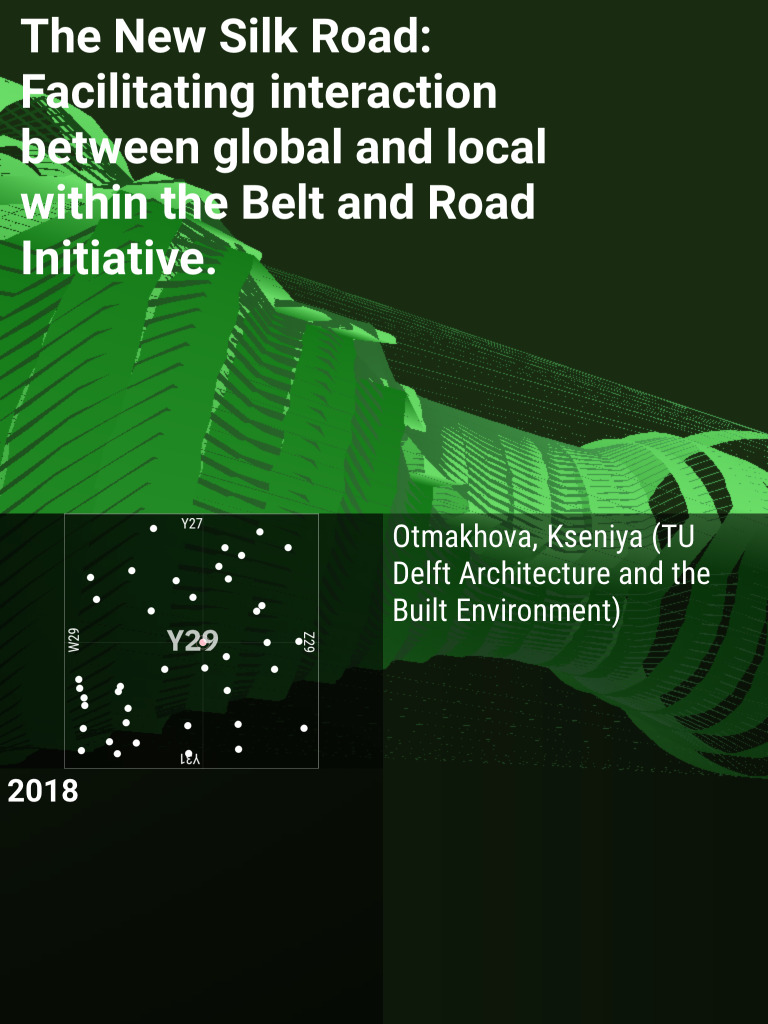 The New Silk Road:
Facilitating interaction
between global and local
within the Belt and Road
Initiative.
Y27
W29
Y29
Z29
Y31
Otmakhova, Kseniya (TU
Delft Architecture and the
Built Environment)
2018